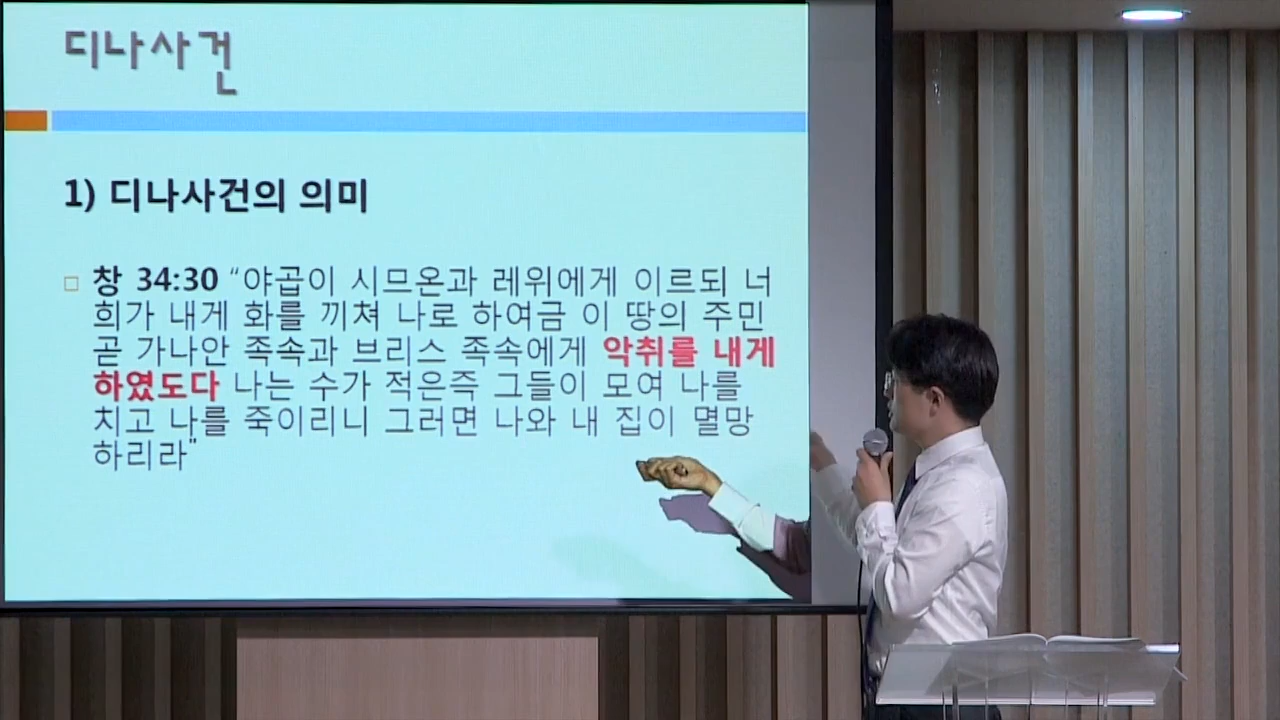 디나사건
1) 디나사건의 의미
창 34:30 “야곱이 시므온과 레위에게 이르되 너
희가 내게 화를 끼쳐 나로 하여금 이 땅의 주민
곧 가나안 족속과 브리스 족속에게 악취를 내게
하였도다 나는 수가 적은즉 그들이 모여 나를
치고 나를 죽이리니 그러면 나와 내 집이 멸망
하리라”